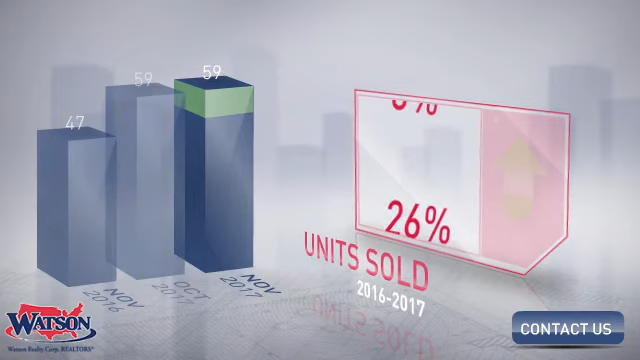 47
59
59
NOV
2016
OCT
2017
NOV
2017
26%
UNITS SOLD
2016-2017
WATSON
Watson Realty Corp. REALTORS®
CONTACT US